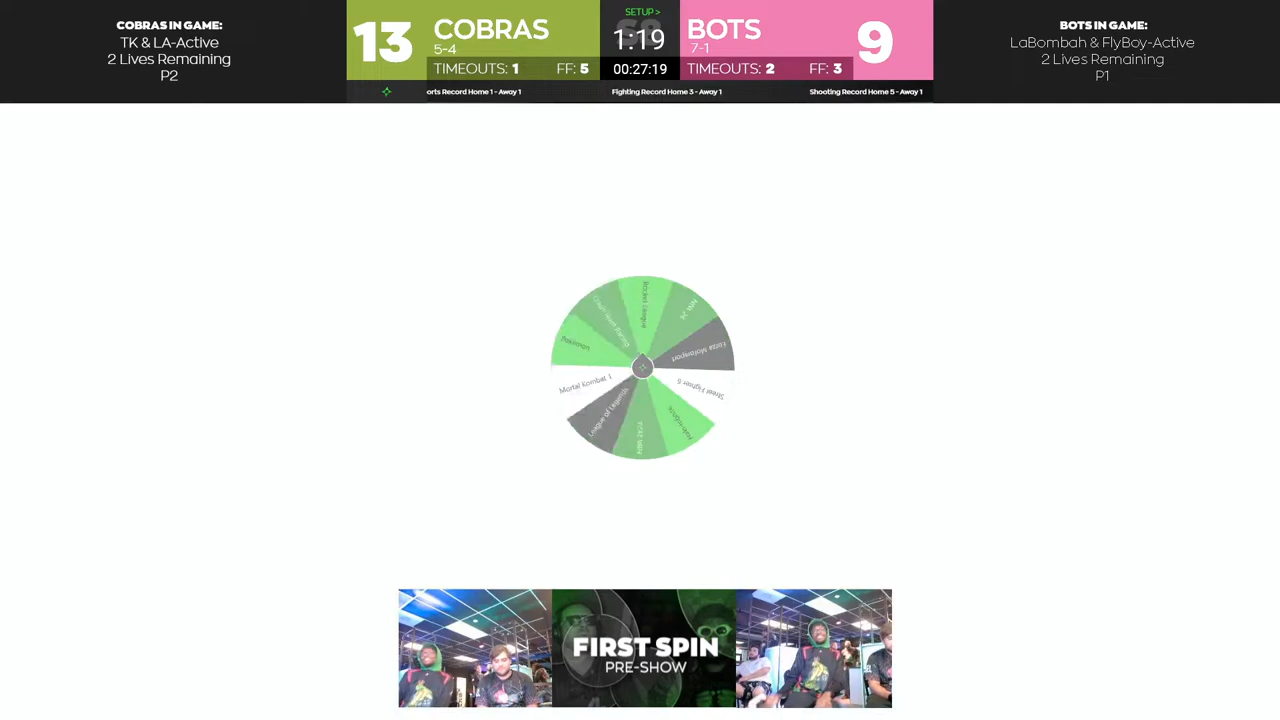 COBRAS IN GAME:
TK & LA-Active
2 Lives Remaining
P2
13
COBRAS
5-4
TIMEOUTS: 1
FF: 5
SETUP >
1:19
00:27:19
BOTS
7-1
TIMEOUTS: 2
FF: 3
9
BOTS IN GAME:
LaBombah & FlyBoy-Active
2 Lives Remaining
P1
orts Record Home 1 - Away 1
Fighting Record Home 3 - Away 1
Shooting Record Home 5 - Away 1
Rocket League
Forza Motorsport
Street Fighter 6
League of Legends
Mortal Kombat 1
Pokémon
FIRST SPIN
PRE-SHOW